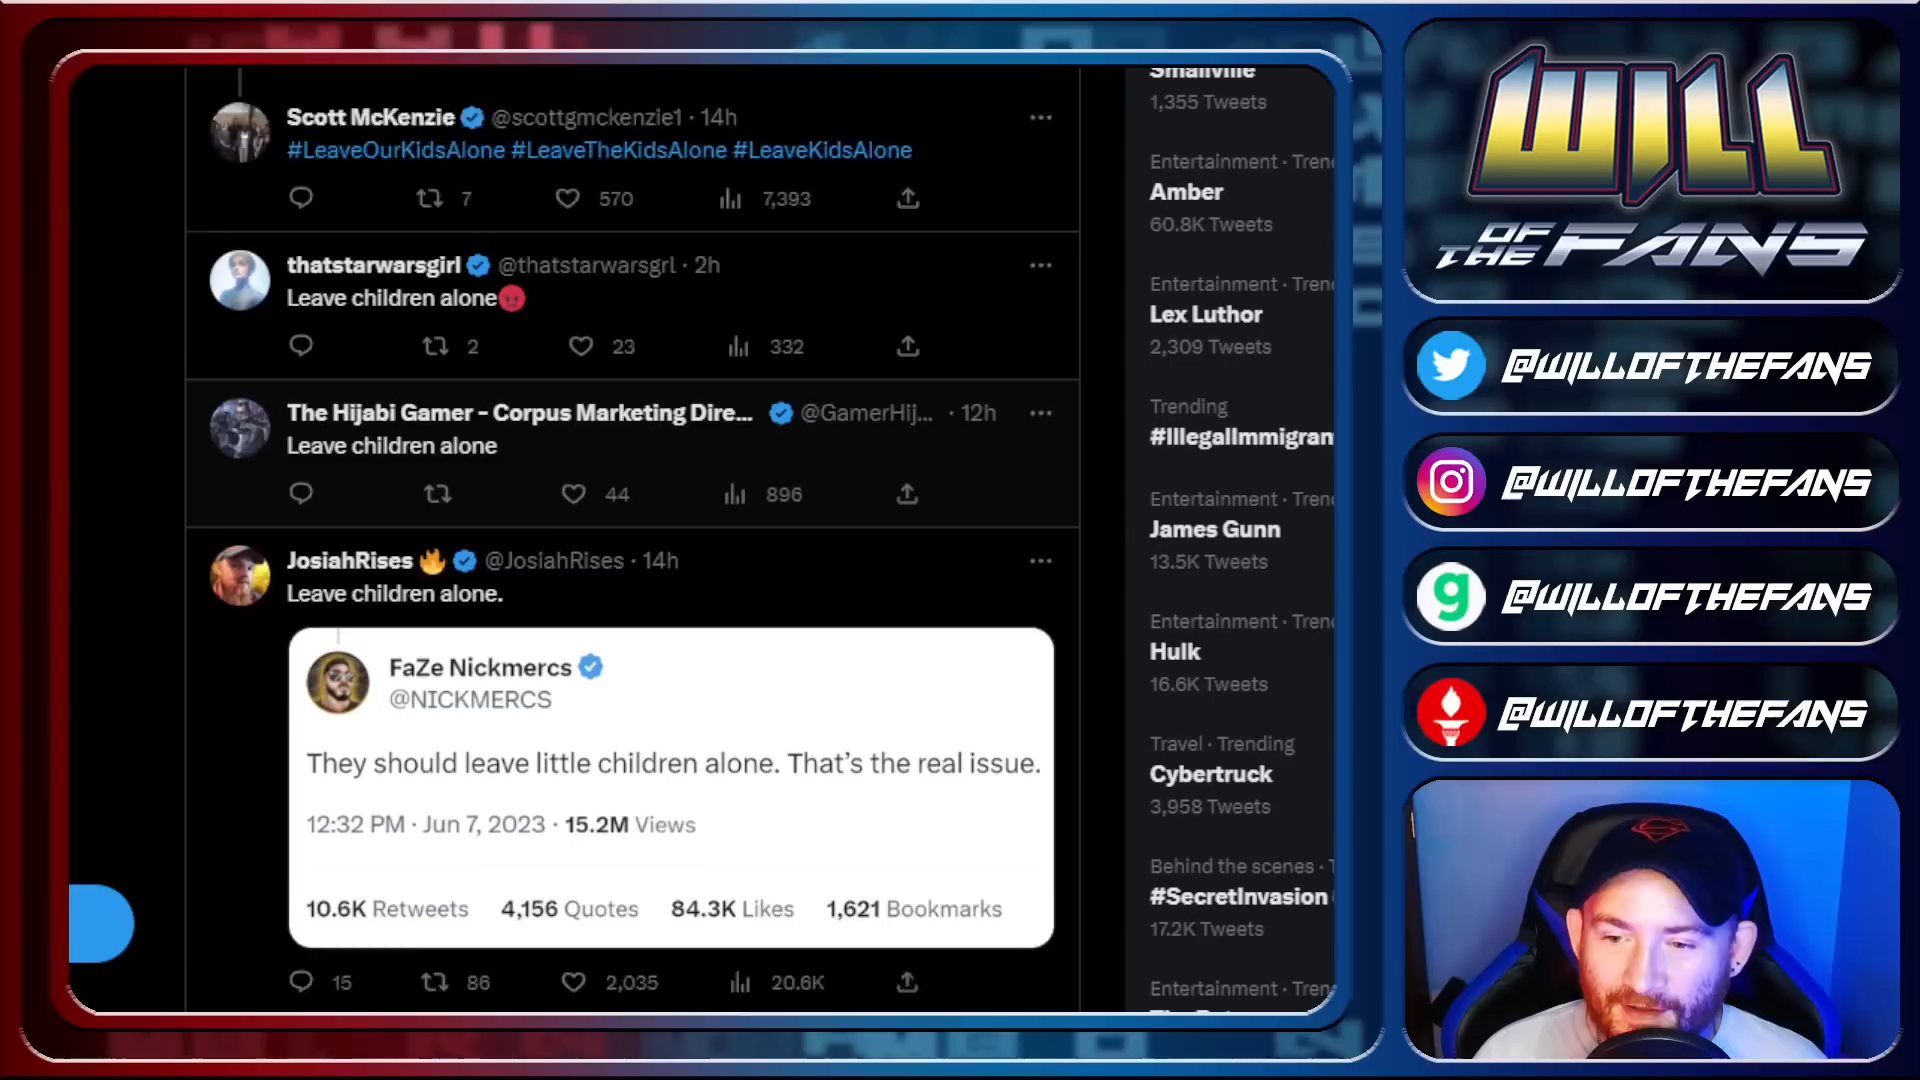 Scott McKenzie @scottgmckenzie1 · 14h
#LeaveOurKidsAlone #LeaveTheKidsAlone #LeaveKidsAlone
7 570 7,393
thatstarwarsgirl @thatstarwarsgrl · 2h
Leave children alone
2 23 332
The Hijabi Gamer - Corpus Marketing Dire... @GamerHij... · 12h
Leave children alone
44 896
JosiahRises @JosiahRises · 14h
Leave children alone.
FaZe Nickmercs
@NICKMERCS
They should leave little children alone. That's the real issue.
12:32 PM · Jun 7, 2023 · 15.2M Views
10.6K Retweets 4,156 Quotes 84.3K Likes 1,621 Bookmarks
15 86 2,035 20.6K
Smallville
1,355 Tweets
Entertainment · Tren
Amber
60.8K Tweets
Entertainment · Tren
Lex Luthor
2,309 Tweets
Trending
#IllegalImmigran
Entertainment · Tren
James Gunn
13.5K Tweets
Entertainment · Tren
Hulk
16.6K Tweets
Travel · Trending
Cybertruck
3,958 Tweets
Behind the scenes ·
#SecretInvasion
17.2K Tweets
Entertainment · Tren
WILL
OF THE FANS
@WILLOFTHEFANS
@WILLOFTHEFANS
@WILLOFTHEFANS
@WILLOFTHEFANS